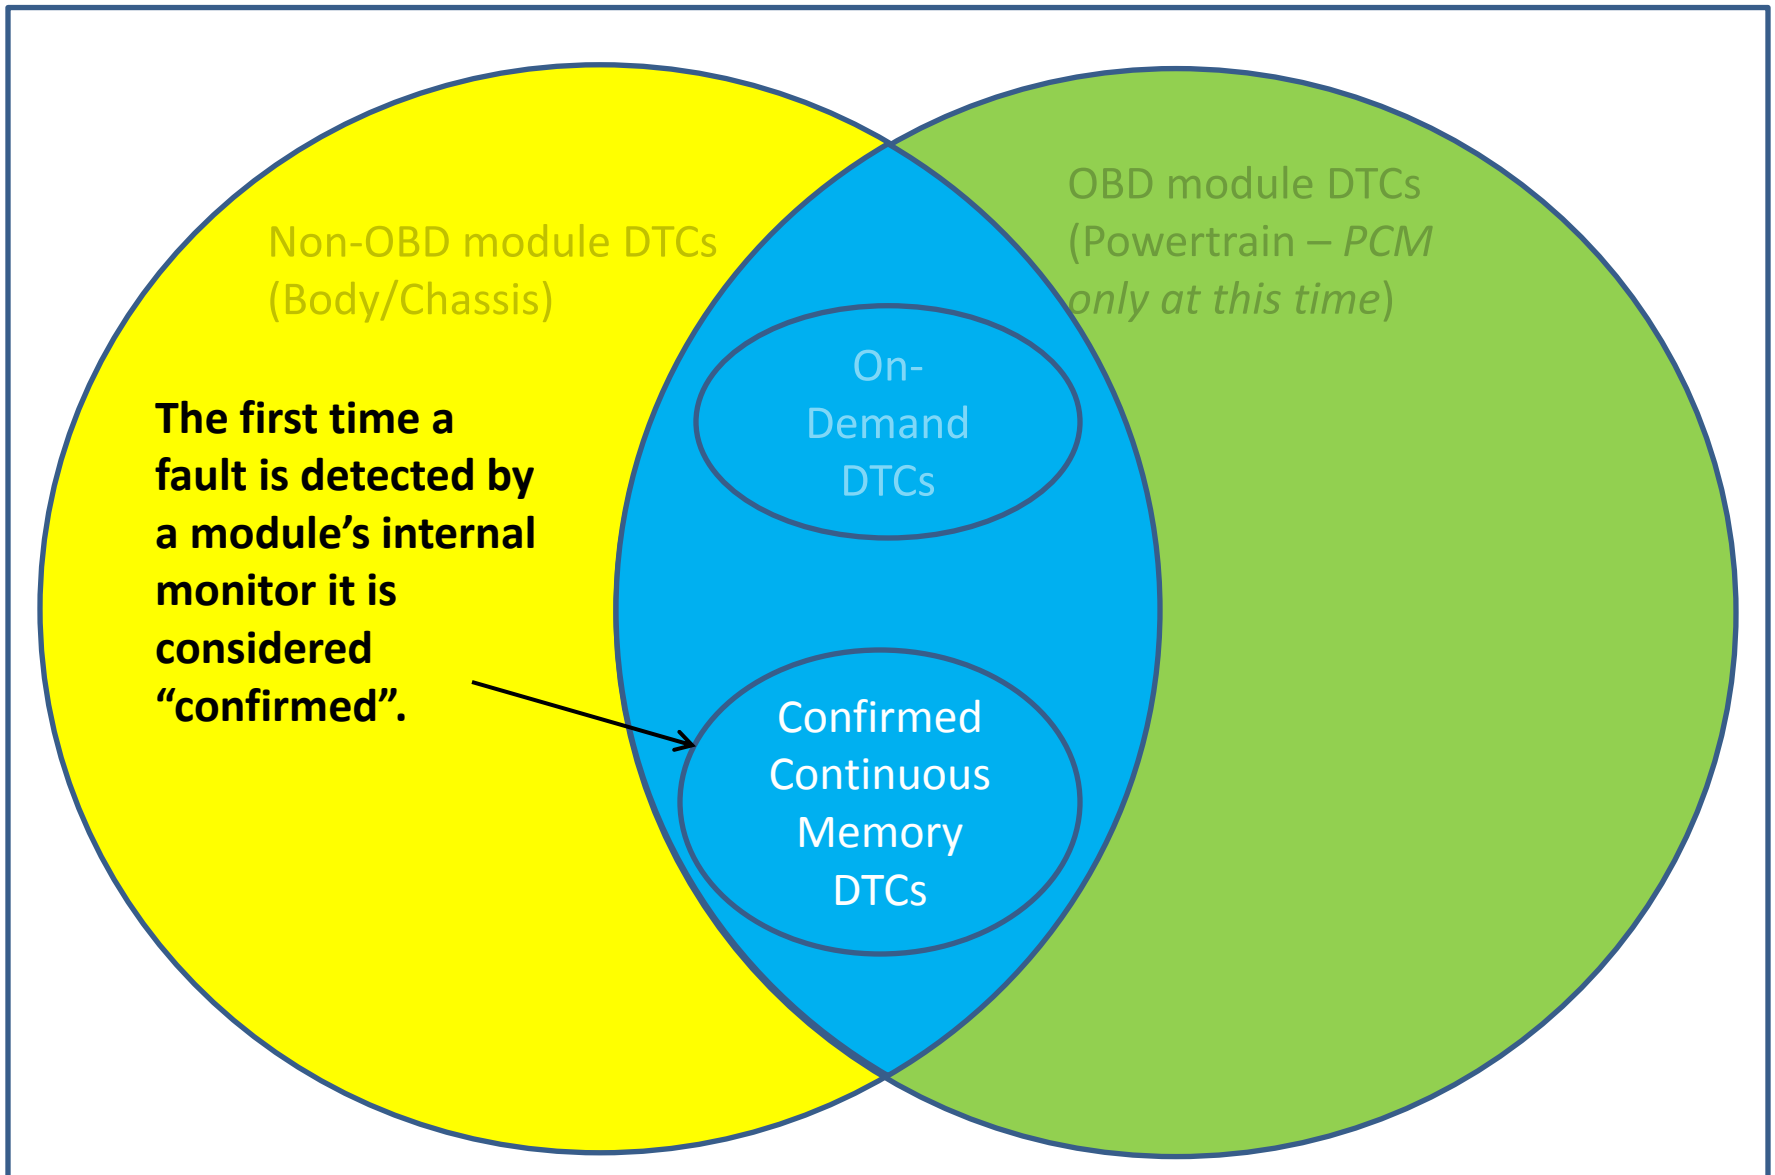 Non-OBD module DTCs
(Body/Chassis)
OBD module DTCs
(Powertrain – PCM
only at this time)
On-
Demand
DTCs
The first time a
fault is detected by
a module’s internal
monitor it is
considered
“confirmed”.
Confirmed
Continuous
Memory
DTCs